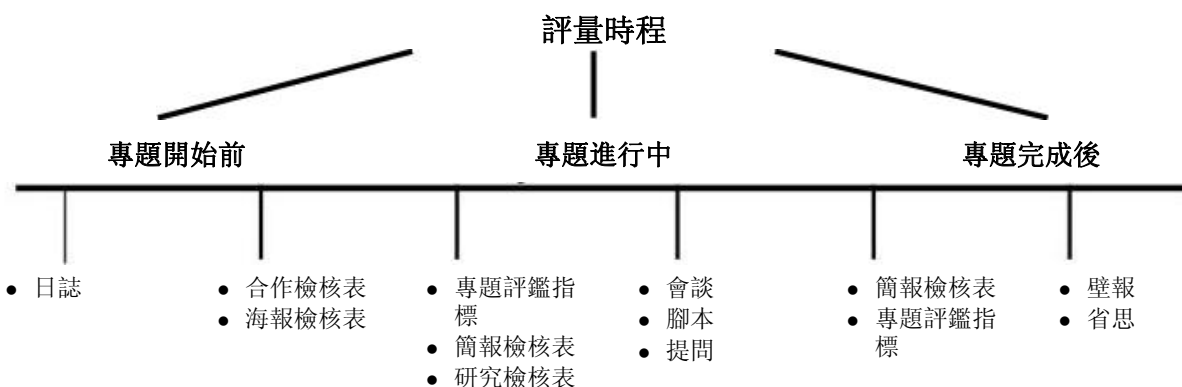 評量時程
專題開始前
專題進行中
專題完成後
● 日誌
● 合作檢核表
● 海報檢核表
● 專題評鑑指
標
● 簡報檢核表
● 研究檢核表
● 會談
● 腳本
● 提問
● 簡報檢核表
● 專題評鑑指
標
● 壁報
● 省思